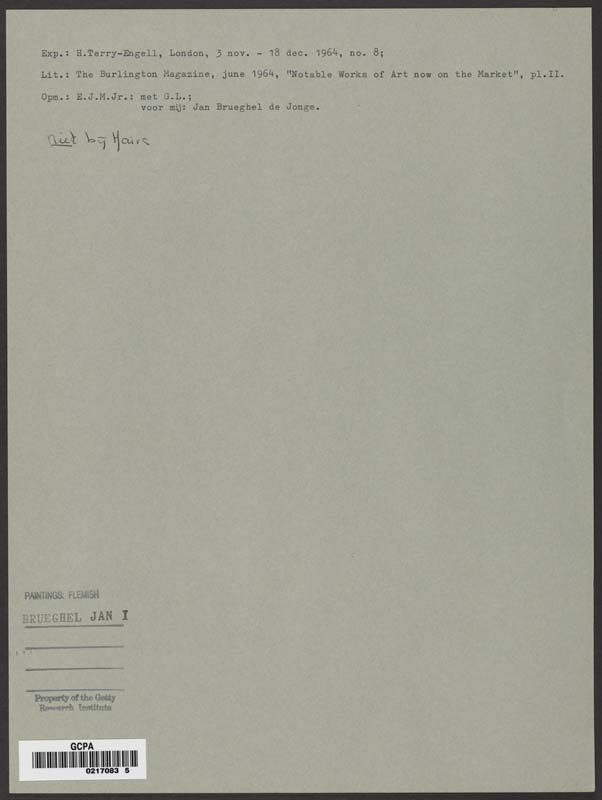 Exp.: H.Terry-Engell, London, 3 nov. - 18 dec. 1964, no. 8;
Lit.: The Burlington Magazine, june 1964, "Notable Works of Art now on the Market", pl.II.
Opm.: E.J.M.Jr.: met G.L.;
voor mij: Jan Brueghel de Jonge.
niet bij Hairs
PAINTINGS: FLEMISH
BRUEGHEL JAN I
Property of the Getty
Research Institute
GCPA
0217083 5